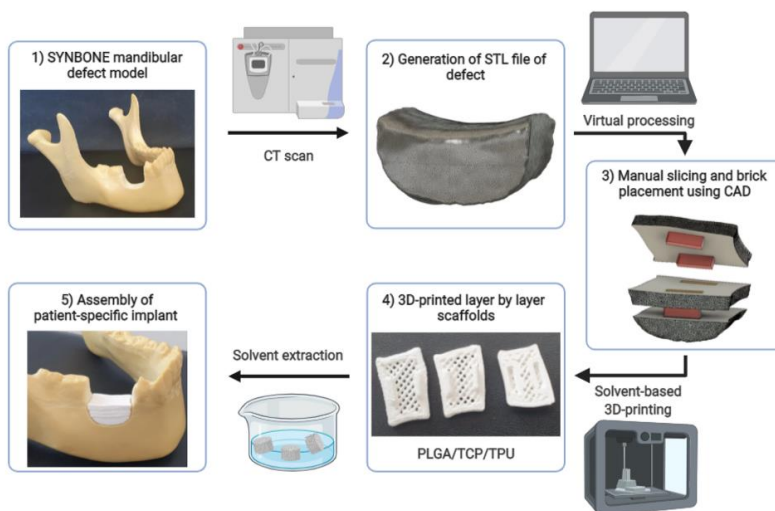 1) SYNBONE mandibular
defect model
CT scan
2) Generation of STL file of
defect
Virtual processing
3) Manual slicing and brick
placement using CAD
Solvent-based
3D-printing
4) 3D-printed layer by layer
scaffolds
PLGA/TCP/TPU
Solvent extraction
5) Assembly of
patient-specific implant